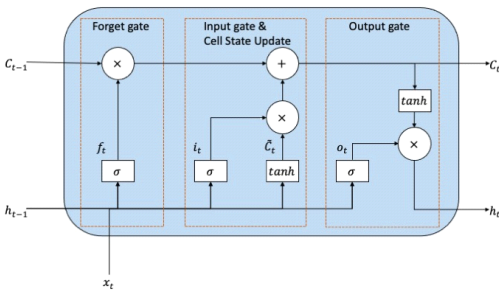 Forget gate
Input gate &
Cell State Update
Output gate
C_{t-1}
×
+
C_t
tanh
×
×
f_t
i_t
C̃_t
o_t
σ
σ
tanh
σ
h_{t-1}
h_t
x_t